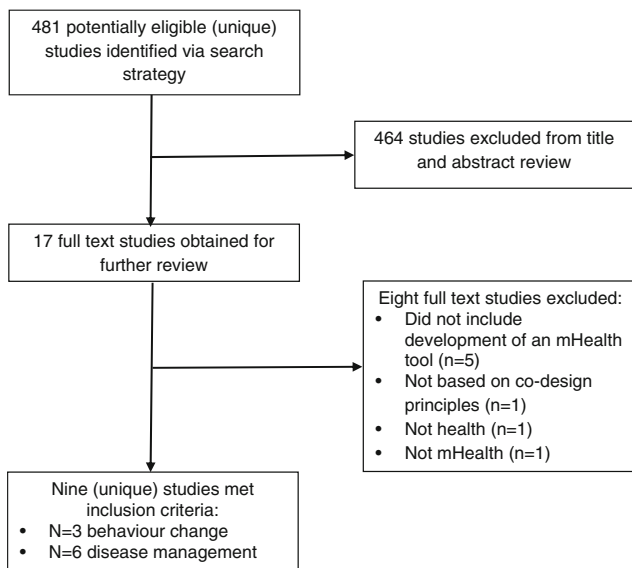 481 potentially eligible (unique)
studies identified via search
strategy
464 studies excluded from title
and abstract review
17 full text studies obtained for
further review
Eight full text studies excluded:
• Did not include
development of an mHealth
tool (n=5)
• Not based on co-design
principles (n=1)
• Not health (n=1)
• Not mHealth (n=1)
Nine (unique) studies met
inclusion criteria:
• N=3 behaviour change
• N=6 disease management